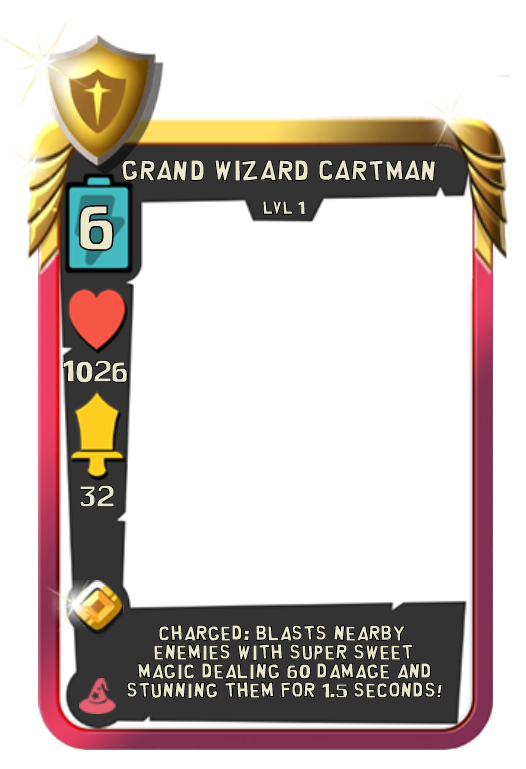 GRAND WIZARD CARTMAN
LVL 1
6
1026
32
CHARGED: BLASTS NEARBY
ENEMIES WITH SUPER SWEET
MAGIC DEALING 60 DAMAGE AND
STUNNING THEM FOR 1.5 SECONDS!